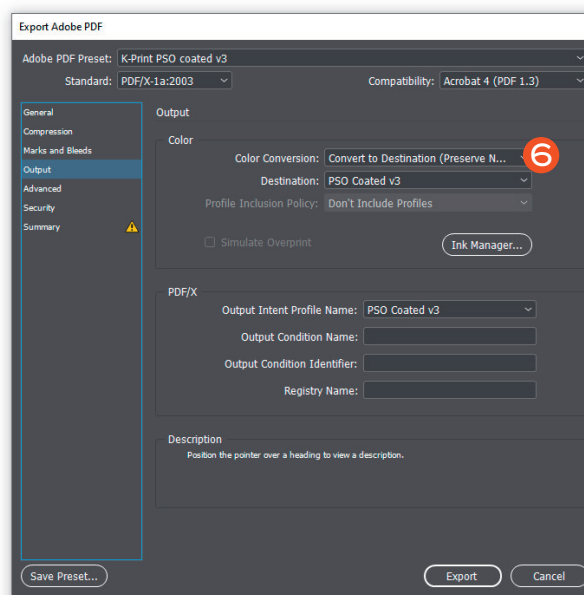 Export Adobe PDF
Adobe PDF Preset: K-Print PSO coated v3
Standard: PDF/X-1a:2003 Compatibility: Acrobat 4 (PDF 1.3)
General
Compression
Marks and Bleeds
Output
Advanced
Security
Summary
Output
Color
Color Conversion: Convert to Destination (Preserve N...
6
Destination: PSO Coated v3
Profile Inclusion Policy: Don't Include Profiles
Simulate Overprint
Ink Manager...
PDF/X
Output Intent Profile Name: PSO Coated v3
Output Condition Name:
Output Condition Identifier:
Registry Name:
Description
Position the pointer over a heading to view a description.
Save Preset...
Export
Cancel